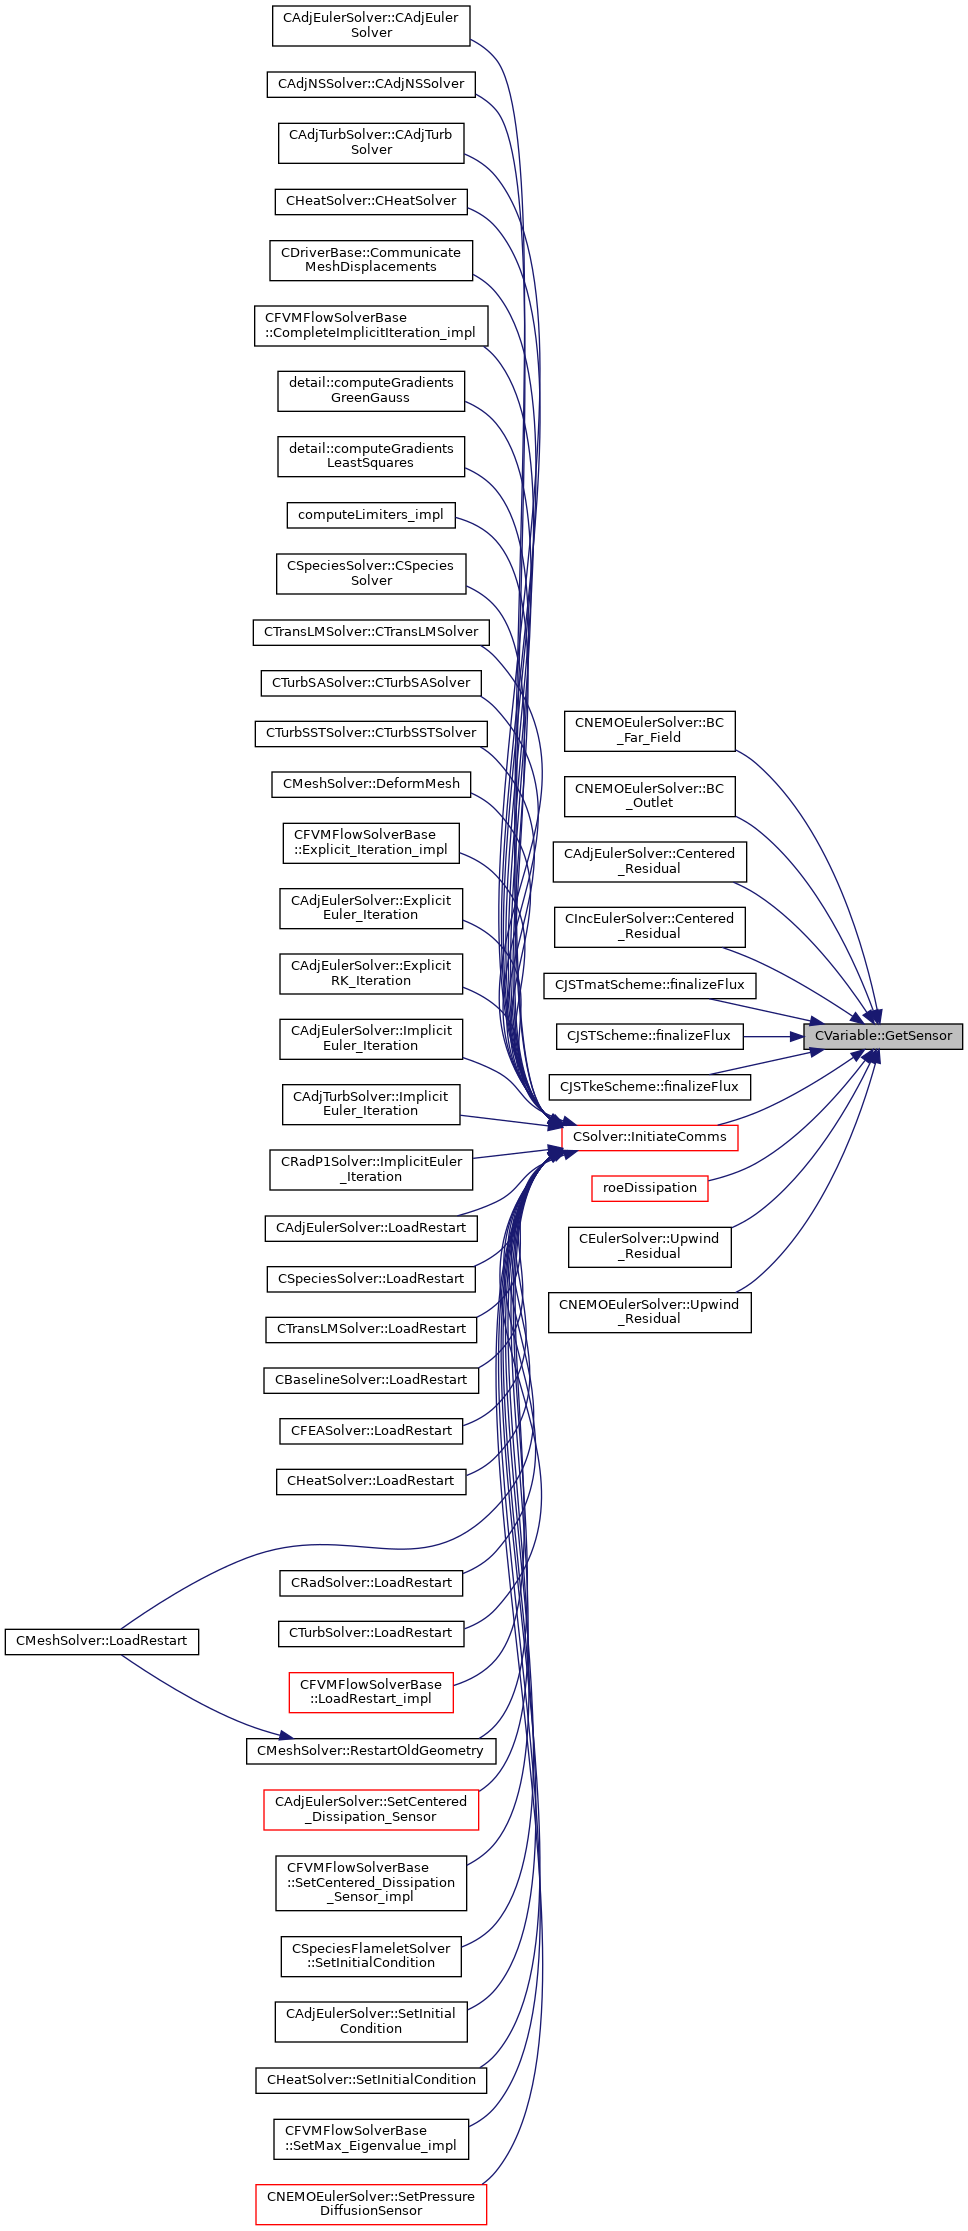 CAdjEulerSolver::CAdjEuler
Solver
CAdjNSSolver::CAdjNSSolver
CAdjTurbSolver::CAdjTurb
Solver
CHeatSolver::CHeatSolver
CDriverBase::Communicate
MeshDisplacements
CFVMFlowSolverBase
::CompleteImplicitIteration_impl
detail::computeGradients
GreenGauss
detail::computeGradients
LeastSquares
computeLimiters_impl
CSpeciesSolver::CSpecies
Solver
CTransLMSolver::CTransLMSolver
CTurbSASolver::CTurbSASolver
CTurbSSTSolver::CTurbSSTSolver
CMeshSolver::DeformMesh
CFVMFlowSolverBase
::Explicit_Iteration_impl
CAdjEulerSolver::Explicit
Euler_Iteration
CAdjEulerSolver::Explicit
RK_Iteration
CAdjEulerSolver::Implicit
Euler_Iteration
CAdjTurbSolver::Implicit
Euler_Iteration
CRadP1Solver::ImplicitEuler
_Iteration
CAdjEulerSolver::LoadRestart
CSpeciesSolver::LoadRestart
CTransLMSolver::LoadRestart
CBaselineSolver::LoadRestart
CFEASolver::LoadRestart
CHeatSolver::LoadRestart
CMeshSolver::LoadRestart
CRadSolver::LoadRestart
CTurbSolver::LoadRestart
CFVMFlowSolverBase
::LoadRestart_impl
CMeshSolver::RestartOldGeometry
CAdjEulerSolver::SetCentered
_Dissipation_Sensor
CFVMFlowSolverBase
::SetCentered_Dissipation
_Sensor_impl
CSpeciesFlameletSolver
::SetInitialCondition
CAdjEulerSolver::SetInitial
Condition
CHeatSolver::SetInitialCondition
CFVMFlowSolverBase
::SetMax_Eigenvalue_impl
CNEMOEulerSolver::SetPressure
DiffusionSensor
CNEMOEulerSolver::BC
_Far_Field
CNEMOEulerSolver::BC
_Outlet
CAdjEulerSolver::Centered
_Residual
CIncEulerSolver::Centered
_Residual
CJSTmatScheme::finalizeFlux
CJSTScheme::finalizeFlux
CJSTkeScheme::finalizeFlux
CSolver::InitiateComms
roeDissipation
CEulerSolver::Upwind
_Residual
CNEMOEulerSolver::Upwind
_Residual
CVariable::GetSensor